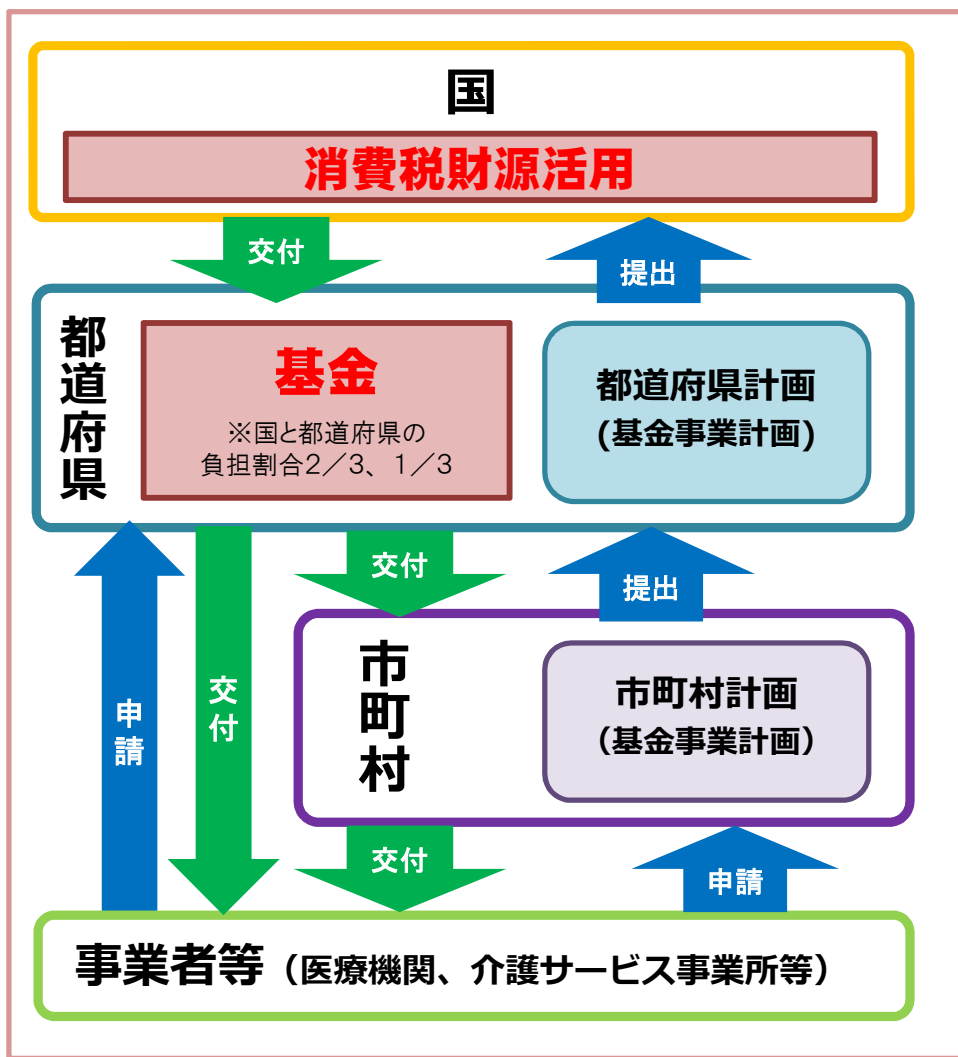 国
消費税財源活用
交付
提出
都道府県
基金
※国と都道府県の
負担割合2／3、1／3
都道府県計画
(基金事業計画)
申請
交付
交付
提出
市町村
市町村計画
（基金事業計画）
交付
申請
事業者等（医療機関、介護サービス事業所等）